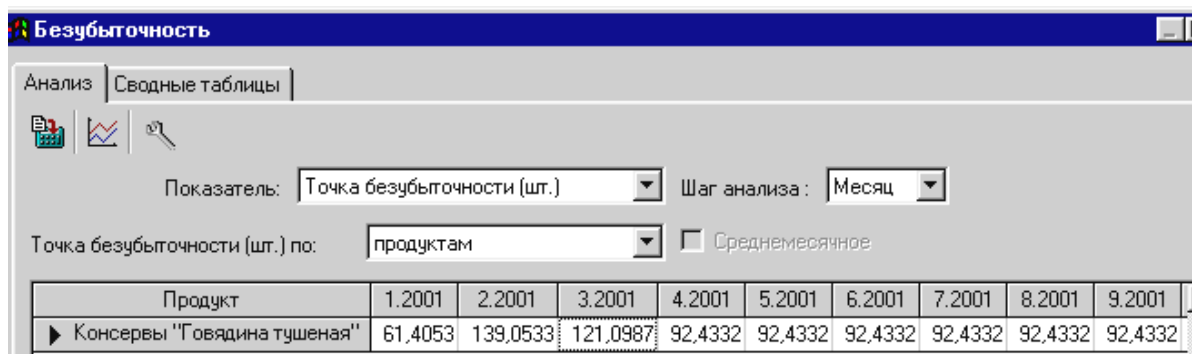 Безубыточность
Анализ Сводные таблицы
Показатель: Точка безубыточности (шт.) Шаг анализа : Месяц
Точка безубыточности (шт.) по: продуктам Среднемесячное
Продукт 1.2001 2.2001 3.2001 4.2001 5.2001 6.2001 7.2001 8.2001 9.2001
Консервы "Говядина тушеная" 61,4053 139,0533 121,0987 92,4332 92,4332 92,4332 92,4332 92,4332 92,4332